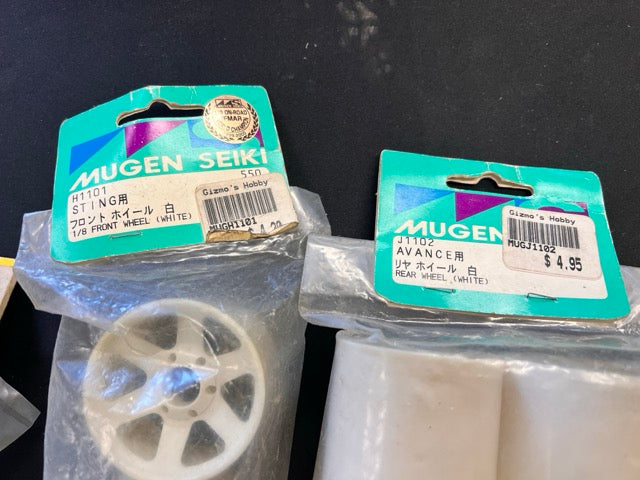 MUGEN SEIKI
550
H1101
STING用
フロント ホイール 白
1/8 FRONT WHEEL (WHITE)
Gizmo's Hobby
MUGH1101
MUGEN
J1102
AVANCE用
リヤ ホイール 白
REAR WHEEL (WHITE)
Gizmo's Hobby
MUGJ1102
$ 4.95